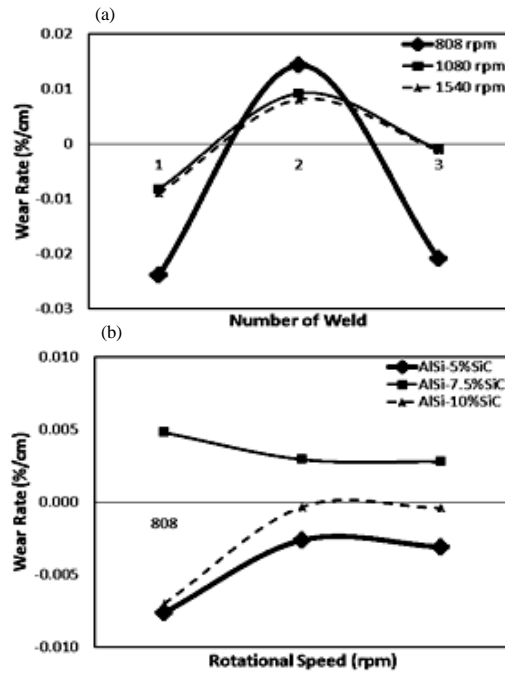 (a)
0.02
808 rpm
1080 rpm
1540 rpm
0.01
0
1
2
3
-0.01
-0.02
-0.03
Wear Rate (%/cm)
Number of Weld
(b)
0.010
AlSi-5%SiC
AlSi-7.5%SiC
AlSi-10%SiC
0.005
0.000
808
-0.005
-0.010
Wear Rate (%/cm)
Rotational Speed (rpm)